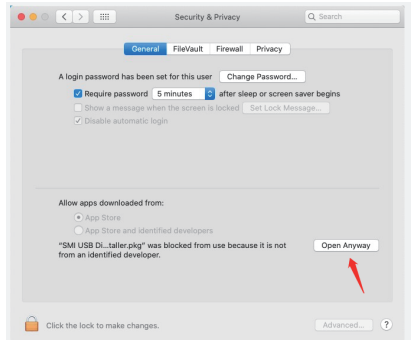 Security & Privacy
Search
General FileVault Firewall Privacy
A login password has been set for this user Change Password...
Require password 5 minutes after sleep or screen saver begins
Show a message when the screen is locked Set Lock Message...
Disable automatic login
Allow apps downloaded from:
App Store
App Store and identified developers
"SMI USB Di...taller.pkg" was blocked from use because it is not Open Anyway
from an identified developer.
Click the lock to make changes.
Advanced... ?